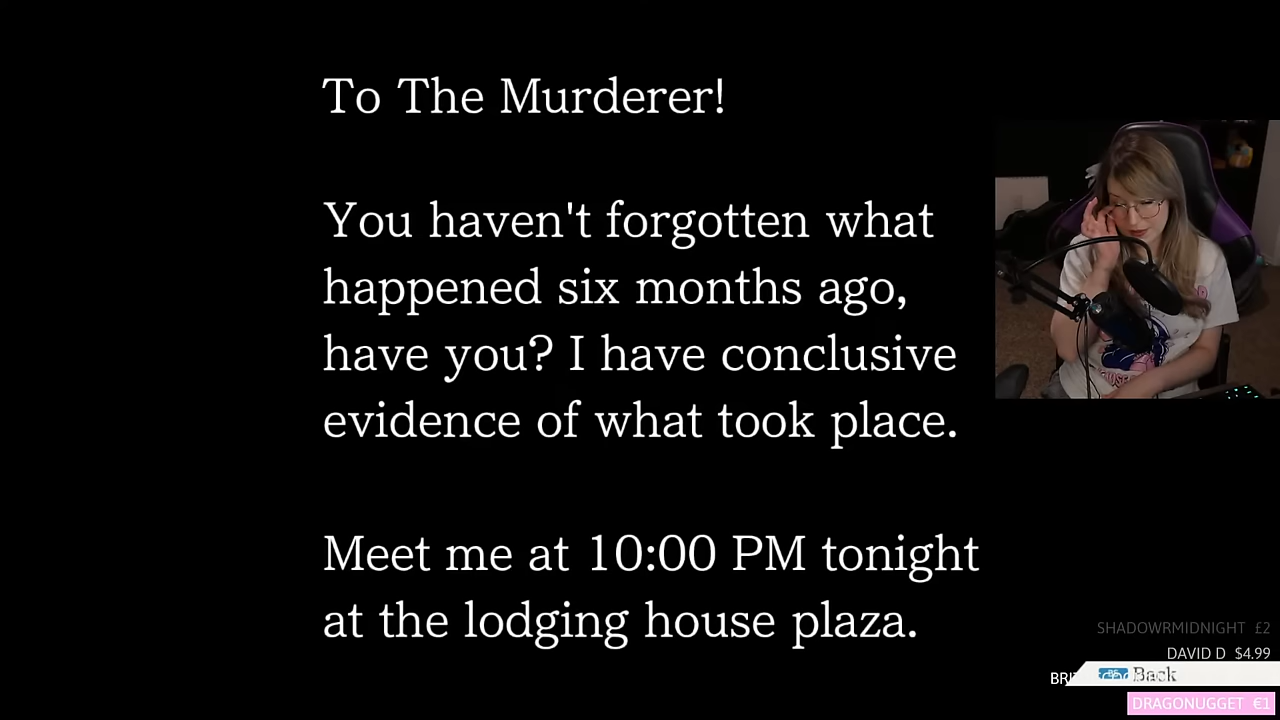 To The Murderer!
You haven't forgotten what
happened six months ago,
have you? I have conclusive
evidence of what took place.
Meet me at 10:00 PM tonight
at the lodging house plaza.
SHADOWRMIDNIGHT £2
DAVID D $4.99
Back
DRAGONUGGET €1